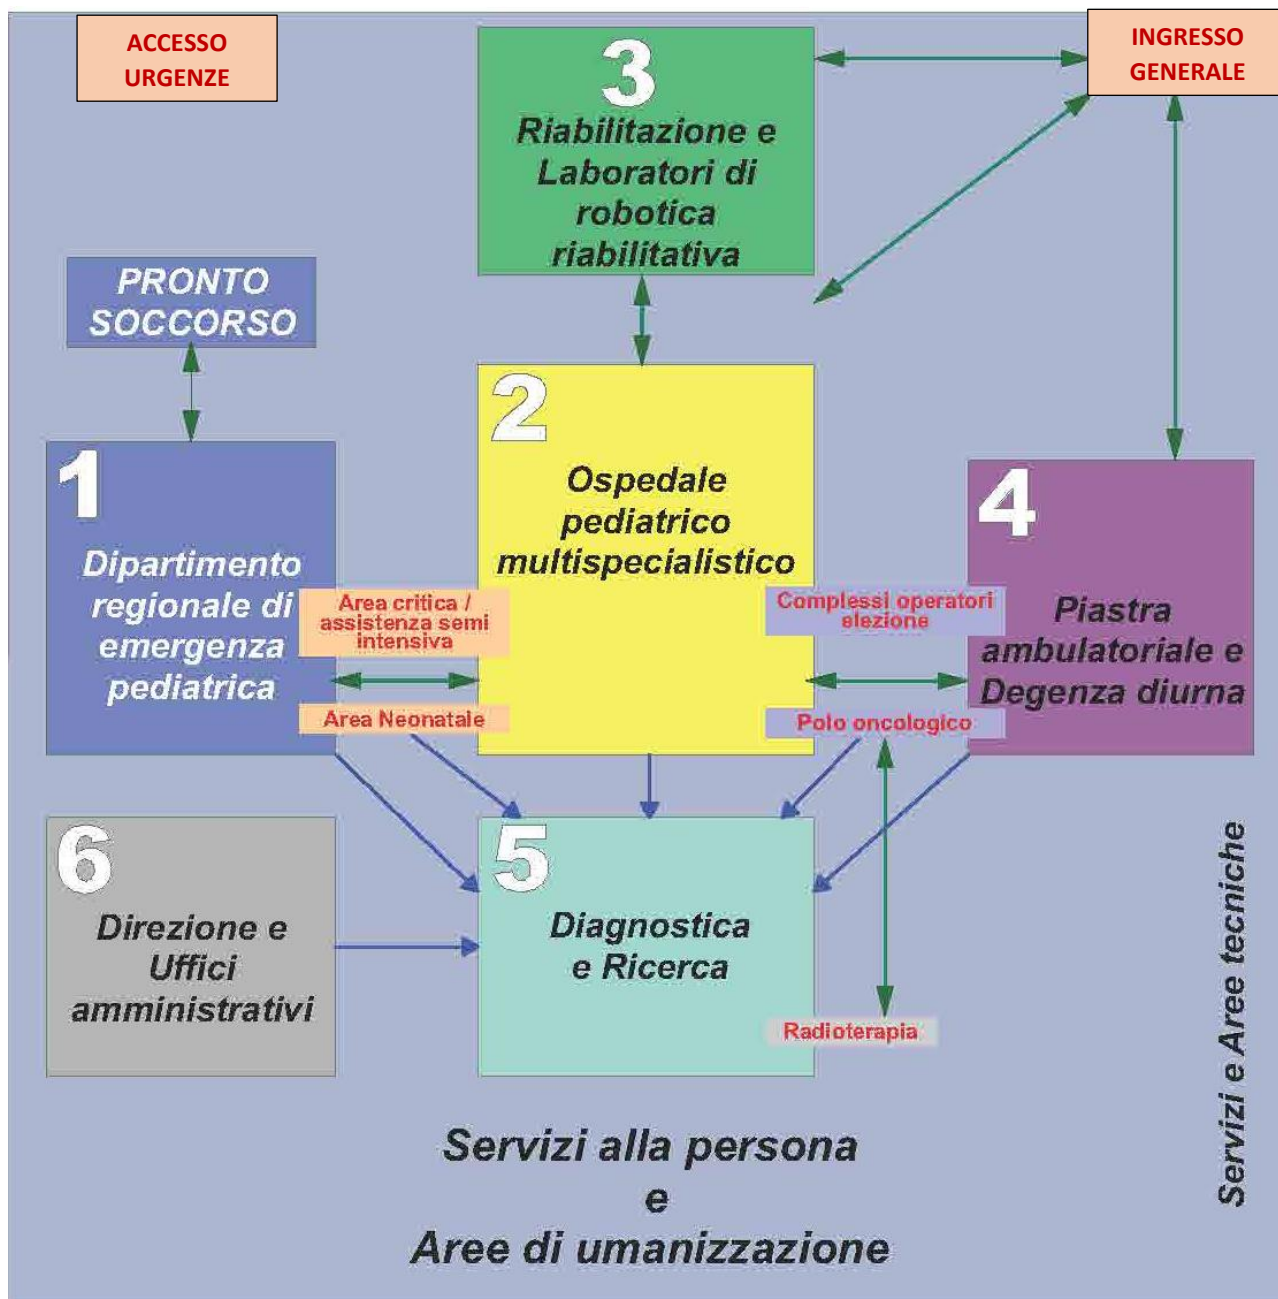 ACCESSO
URGENZE
INGRESSO
GENERALE
3
Riabilitazione e
Laboratori di
robotica
riabilitativa
PRONTO
SOCCORSO
1
Dipartimento
regionale di
emergenza
pediatrica
2
Ospedale
pediatrico
multispecialistico
4
Piastra
ambulatoriale e
Degenza diurna
Area critica /
assistenza semi
intensiva
Area Neonatale
Complessi operatori
elezione
Polo oncologico
6
Direzione e
Uffici
amministrativi
5
Diagnostica
e Ricerca
Radioterapia
Servizi e Aree tecniche
Servizi alla persona
e
Aree di umanizzazione